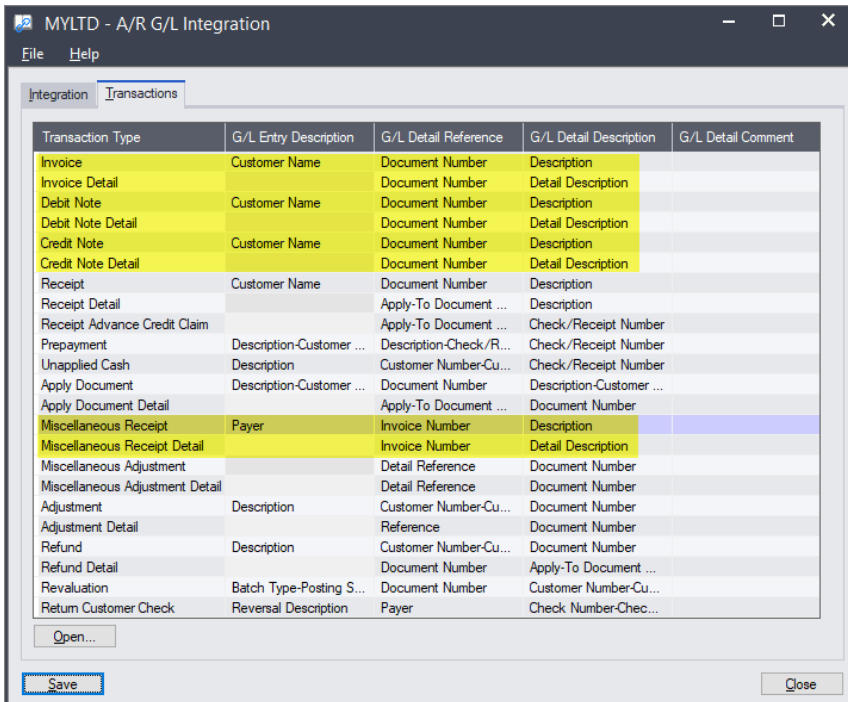 MYLTD - A/R G/L Integration
File Help
Integration Transactions
Transaction Type G/L Entry Description G/L Detail Reference G/L Detail Description G/L Detail Comment
Invoice Customer Name Document Number Description
Invoice Detail Document Number Detail Description
Debit Note Customer Name Document Number Description
Debit Note Detail Document Number Detail Description
Credit Note Customer Name Document Number Description
Credit Note Detail Document Number Detail Description
Receipt Customer Name Document Number Description
Receipt Detail Apply-To Document ... Description
Receipt Advance Credit Claim Apply-To Document ... Check/Receipt Number
Prepayment Description-Customer ... Description-Check/R... Check/Receipt Number
Unapplied Cash Description Customer Number-Cu... Check/Receipt Number
Apply Document Description-Customer ... Document Number Description-Customer ...
Apply Document Detail Apply-To Document ... Document Number
Miscellaneous Receipt Payer Invoice Number Description
Miscellaneous Receipt Detail Invoice Number Detail Description
Miscellaneous Adjustment Detail Reference Document Number
Miscellaneous Adjustment Detail Detail Reference Document Number
Adjustment Description Customer Number-Cu... Document Number
Adjustment Detail Reference Document Number
Refund Description Customer Number-Cu... Document Number
Refund Detail Document Number Apply-To Document ...
Revaluation Batch Type-Posting S... Document Number Customer Number-Cu...
Return Customer Check Reversal Description Payer Check Number-Chec...
Open...
Save Close